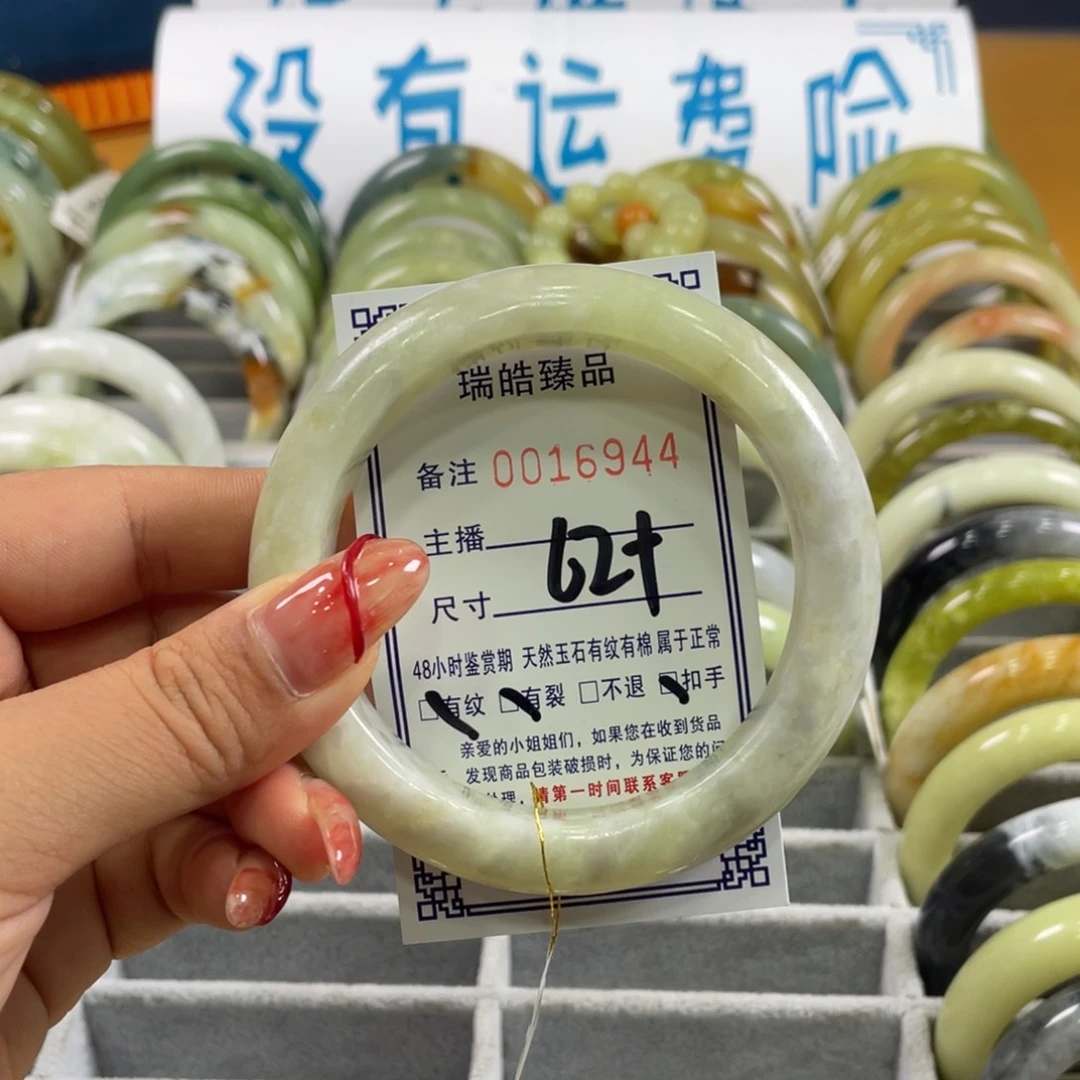 没有运费险
瑞皓臻品
备注 0016944
主播
62+
尺寸
48小时鉴赏期 天然玉石有纹有棉 属于正常
□有纹 □有裂 □不退 □扣手
亲爱的小姐姐们，如果您在收到货品
发现商品包装破损时，为保证您的问
处理，请第一时间联系客服